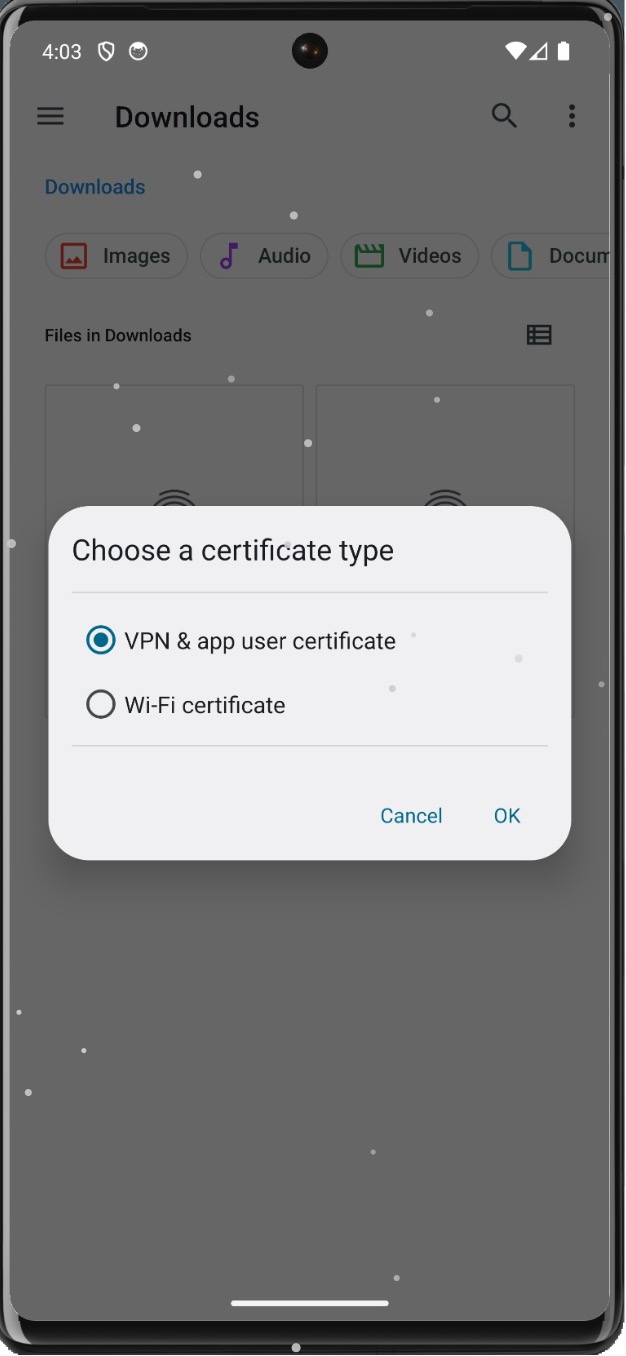 4:03
Downloads
Downloads
Images
Audio
Videos
Docum
Files in Downloads
Choose a certificate type
VPN & app user certificate
Wi-Fi certificate
Cancel
OK